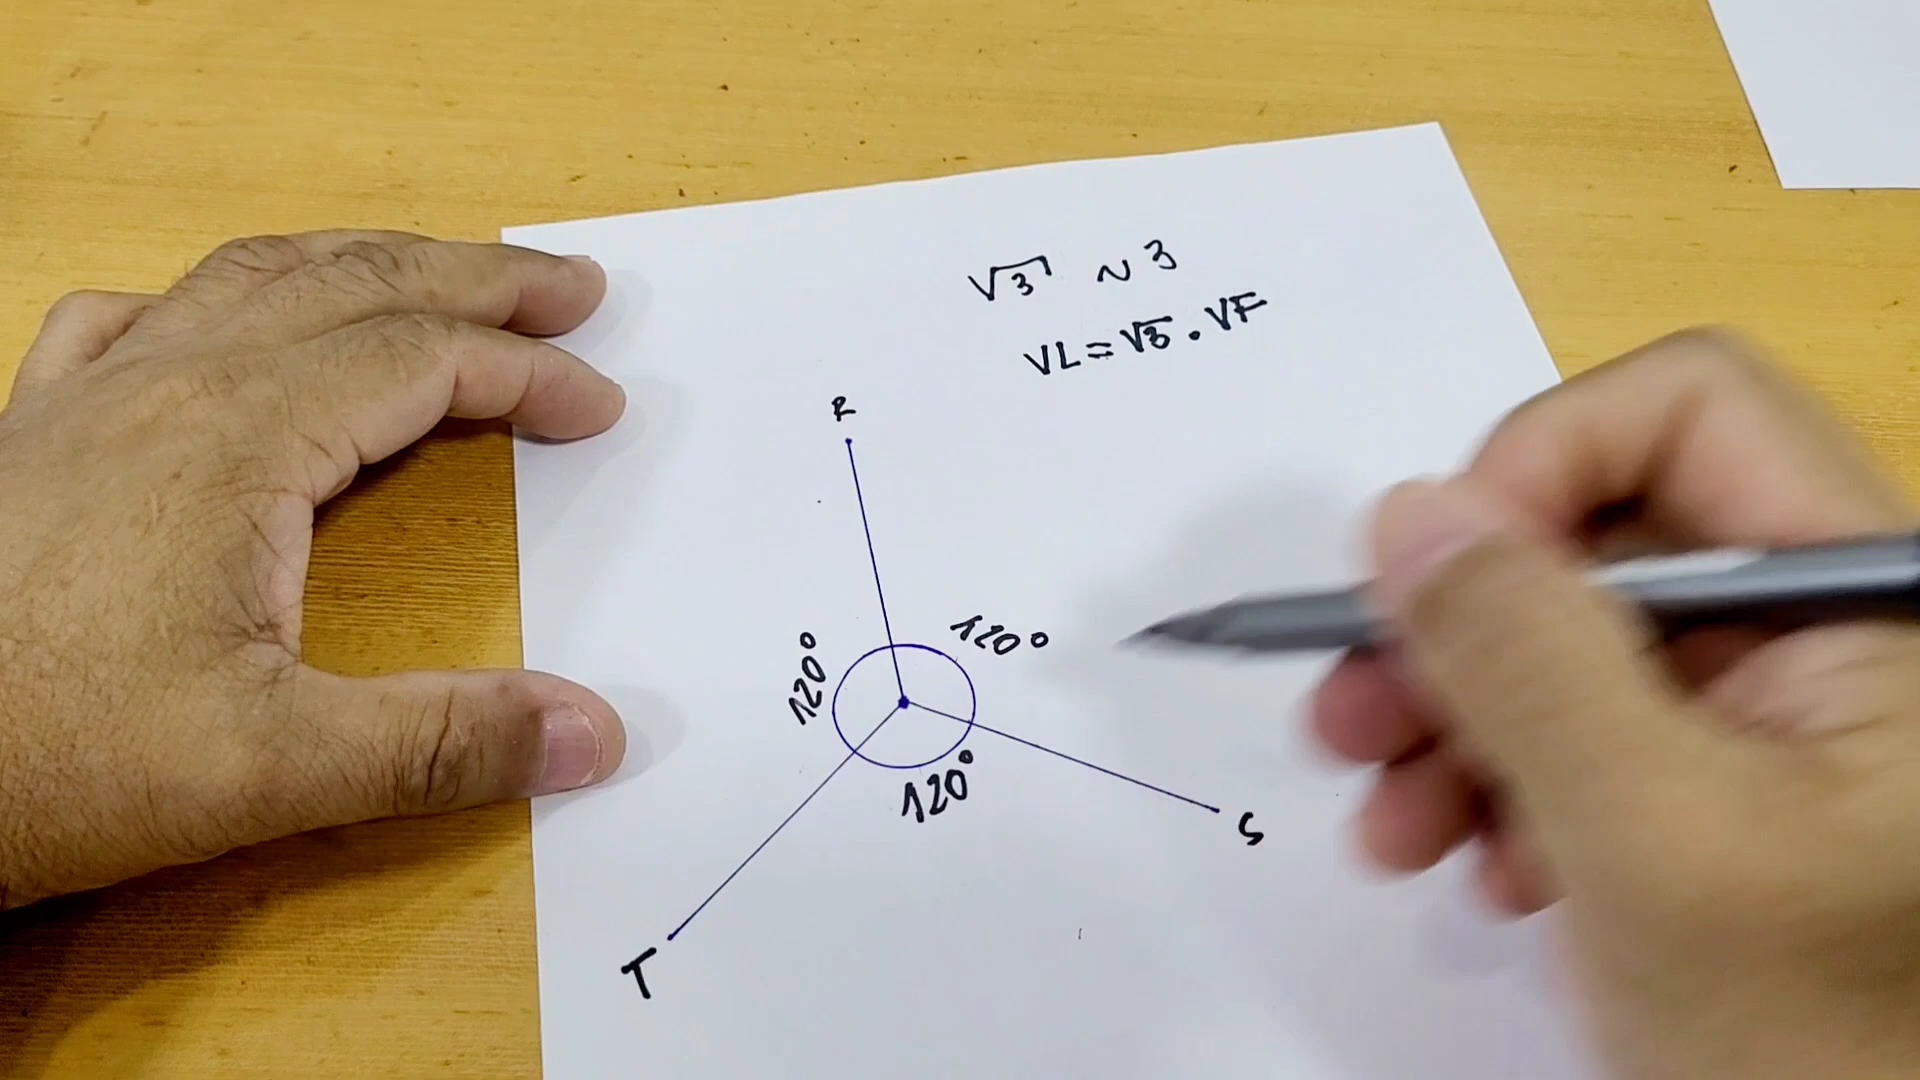 √3 ~ 3
VL = √3 . VF
R
120°
120°
120°
S
T